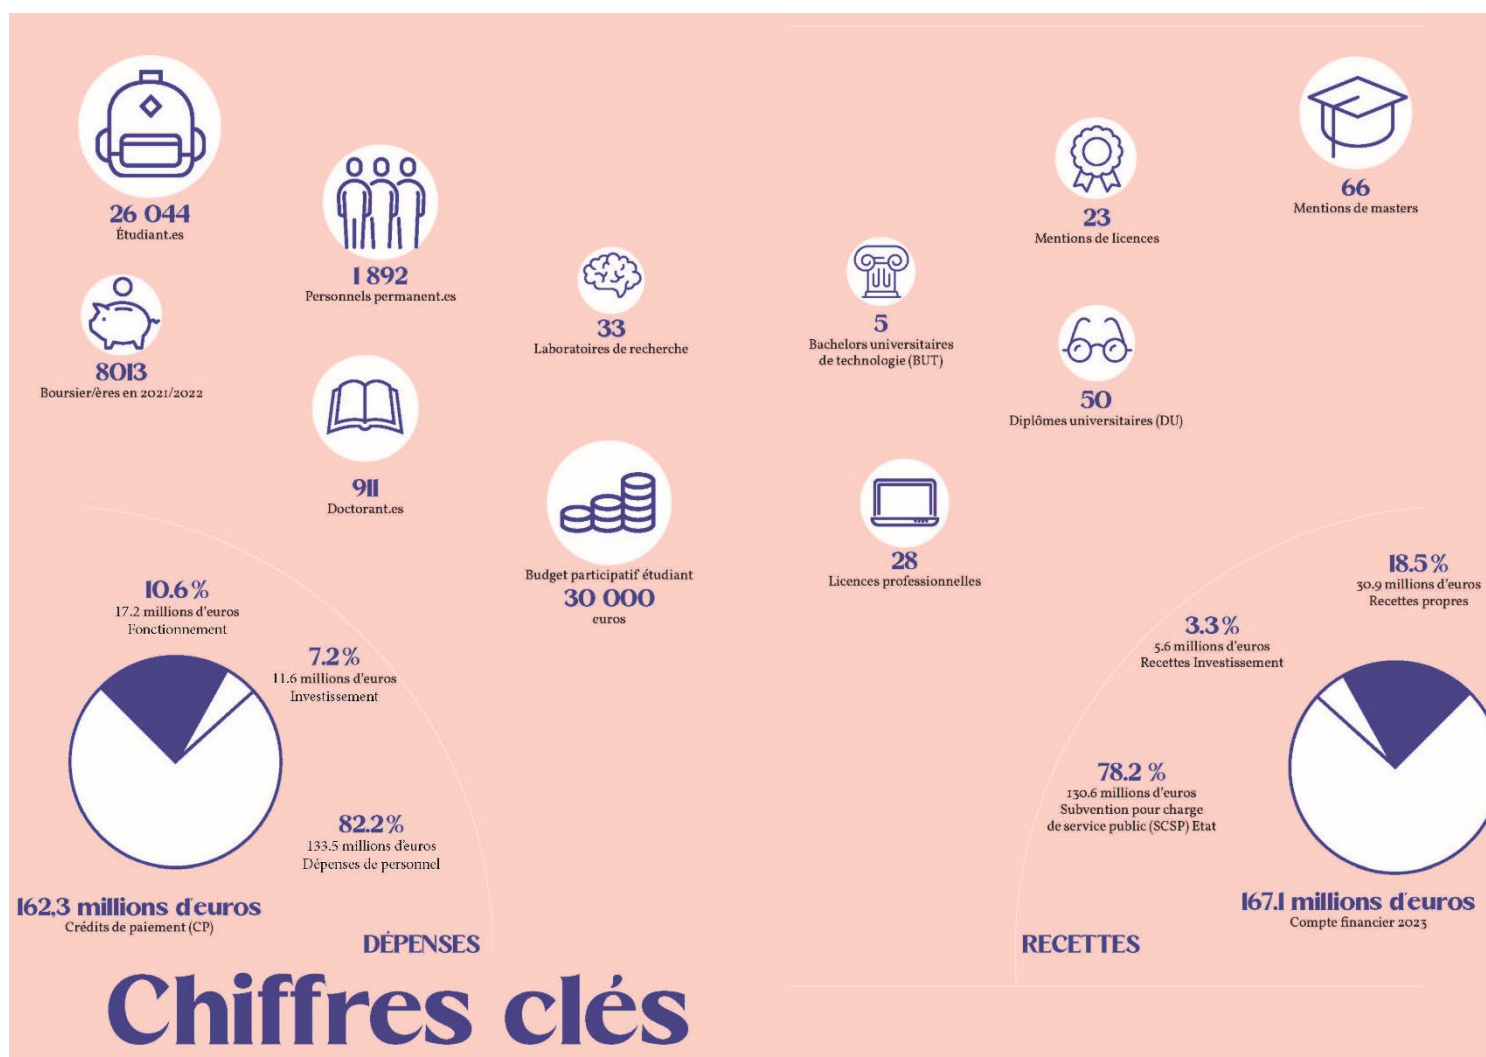 26 044
Étudiant.es
1 892
Personnels permanent.es
8013
Boursier/ères en 2021/2022
33
Laboratoires de recherche
911
Doctorant.es
Budget participatif étudiant
30 000
euros
66
Mentions de masters
23
Mentions de licences
5
Bachelors universitaires
de technologie (BUT)
50
Diplômes universitaires (DU)
28
Licences professionnelles
10.6 %
17.2 millions d'euros
Fonctionnement
7.2 %
11.6 millions d'euros
Investissement
82.2 %
133.5 millions d'euros
Dépenses de personnel
162,3 millions d'euros
Crédits de paiement (CP)
DÉPENSES
18.5 %
30.9 millions d'euros
Recettes propres
3.3 %
5.6 millions d'euros
Recettes Investissement
78.2 %
130.6 millions d'euros
Subvention pour charge
de service public (SCSP) Etat
167.1 millions d'euros
Compte financier 2023
RECETTES
Chiffres clés